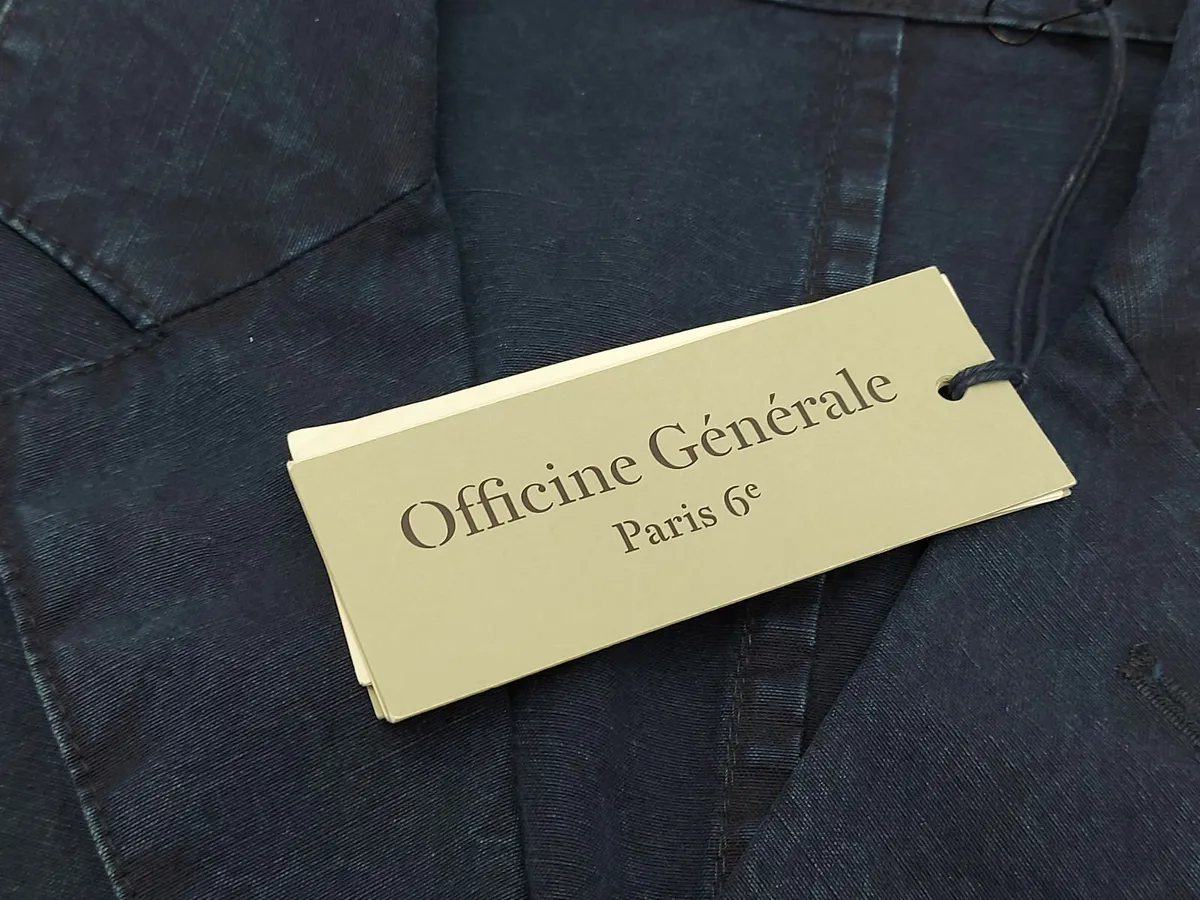 Officine Générale
Paris 6ᵉ